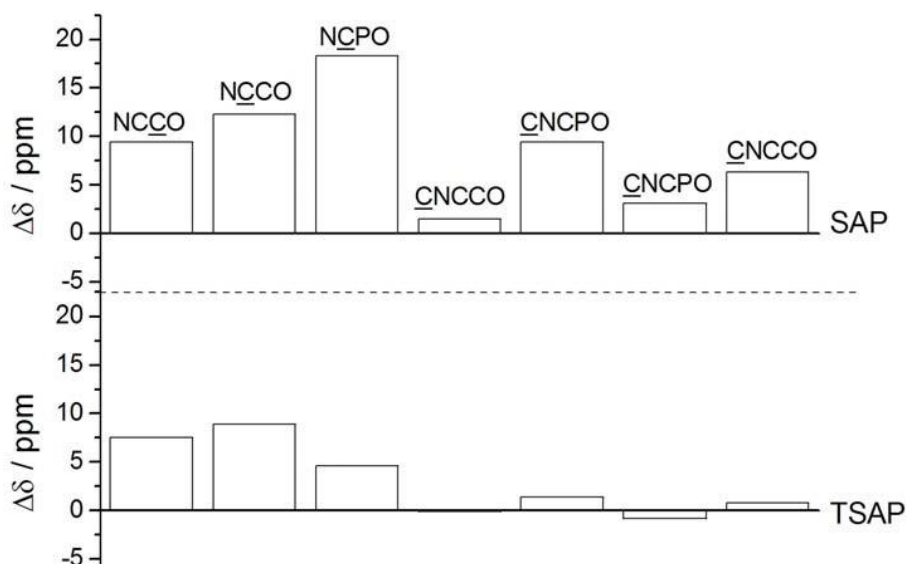 20
15
10
5
0
-5
Δδ / ppm
NCCO
NCCO
NCPO
CNCCO
CNCPO
CNCPO
CNCCO
SAP
20
15
10
5
0
-5
Δδ / ppm
TSAP